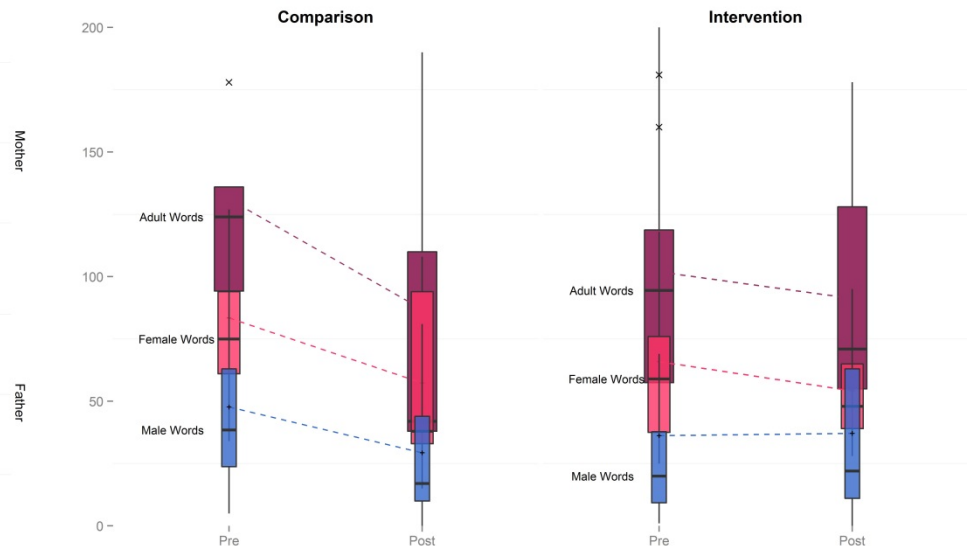 Comparison
Intervention
200
150
100
50
0
Mother
Father
Adult Words
Female Words
Male Words
Adult Words
Female Words
Male Words
Pre
Post
Pre
Post